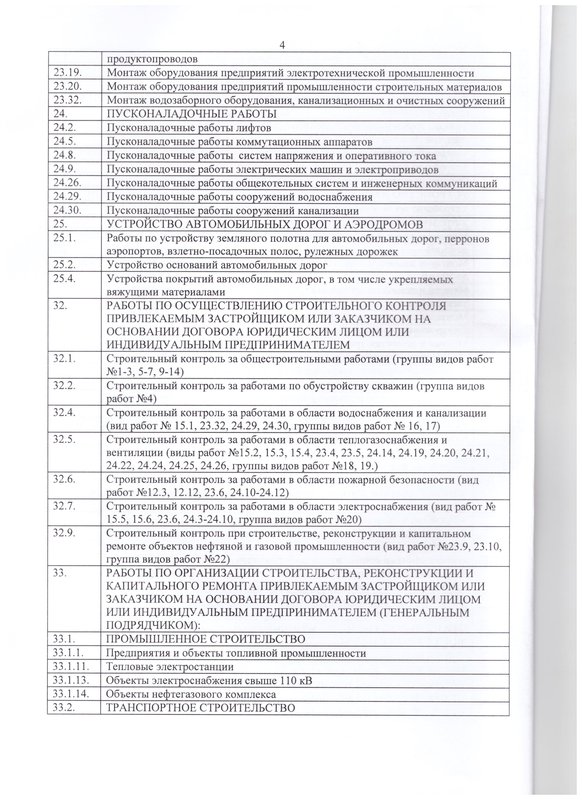 4
продуктопроводов
23.19. Монтаж оборудования предприятий электротехнической промышленности
23.20. Монтаж оборудования предприятий промышленности строительных материалов
23.32. Монтаж водозаборного оборудования, канализационных и очистных сооружений
24. ПУСКОНАЛАДОЧНЫЕ РАБОТЫ
24.2. Пусконаладочные работы лифтов
24.5. Пусконаладочные работы коммутационных аппаратов
24.8. Пусконаладочные работы систем напряжения и оперативного тока
24.9. Пусконаладочные работы электрических машин и электроприводов
24.26. Пусконаладочные работы общекотельных систем и инженерных коммуникаций
24.29. Пусконаладочные работы сооружений водоснабжения
24.30. Пусконаладочные работы сооружений канализации
25. УСТРОЙСТВО АВТОМОБИЛЬНЫХ ДОРОГ И АЭРОДРОМОВ
25.1. Работы по устройству земляного полотна для автомобильных дорог, перронов
аэропортов, взлетно-посадочных полос, рулежных дорожек
25.2. Устройство оснований автомобильных дорог
25.4. Устройства покрытий автомобильных дорог, в том числе укрепляемых
вяжущими материалами
32. РАБОТЫ ПО ОСУЩЕСТВЛЕНИЮ СТРОИТЕЛЬНОГО КОНТРОЛЯ
ПРИВЛЕКАЕМЫМ ЗАСТРОЙЩИКОМ ИЛИ ЗАКАЗЧИКОМ НА
ОСНОВАНИИ ДОГОВОРА ЮРИДИЧЕСКИМ ЛИЦОМ ИЛИ
ИНДИВИДУАЛЬНЫМ ПРЕДПРИНИМАТЕЛЕМ
32.1. Строительный контроль за общестроительными работами (группы видов работ
№1-3, 5-7, 9-14)
32.2. Строительный контроль за работами по обустройству скважин (группа видов
работ №4)
32.4. Строительный контроль за работами в области водоснабжения и канализации
(вид работ № 15.1, 23.32, 24.29, 24.30, группы видов работ № 16, 17)
32.5. Строительный контроль за работами в области теплогазоснабжения и
вентиляции (виды работ №15.2, 15.3, 15.4, 23.4, 23.5, 24.14, 24.19, 24.20, 24.21,
24.22, 24.24, 24.25, 24.26, группы видов работ №18, 19.)
32.6. Строительный контроль за работами в области пожарной безопасности (вид
работ №12.3, 12.12, 23.6, 24.10-24.12)
32.7. Строительный контроль за работами в области электроснабжения (вид работ №
15.5, 15.6, 23.6, 24.3-24.10, группа видов работ №20)
32.9. Строительный контроль при строительстве, реконструкции и капитальном
ремонте объектов нефтяной и газовой промышленности (вид работ №23.9, 23.10,
группа видов работ №22)
33. РАБОТЫ ПО ОРГАНИЗАЦИИ СТРОИТЕЛЬСТВА, РЕКОНСТРУКЦИИ И
КАПИТАЛЬНОГО РЕМОНТА ПРИВЛЕКАЕМЫМ ЗАСТРОЙЩИКОМ ИЛИ
ЗАКАЗЧИКОМ НА ОСНОВАНИИ ДОГОВОРА ЮРИДИЧЕСКИМ ЛИЦОМ
ИЛИ ИНДИВИДУАЛЬНЫМ ПРЕДПРИНИМАТЕЛЕМ (ГЕНЕРАЛЬНЫМ
ПОДРЯДЧИКОМ):
33.1. ПРОМЫШЛЕННОЕ СТРОИТЕЛЬСТВО
33.1.1. Предприятия и объекты топливной промышленности
33.1.11. Тепловые электростанции
33.1.13. Объекты электроснабжения свыше 110 кВ
33.1.14. Объекты нефтегазового комплекса
33.2. ТРАНСПОРТНОЕ СТРОИТЕЛЬСТВО